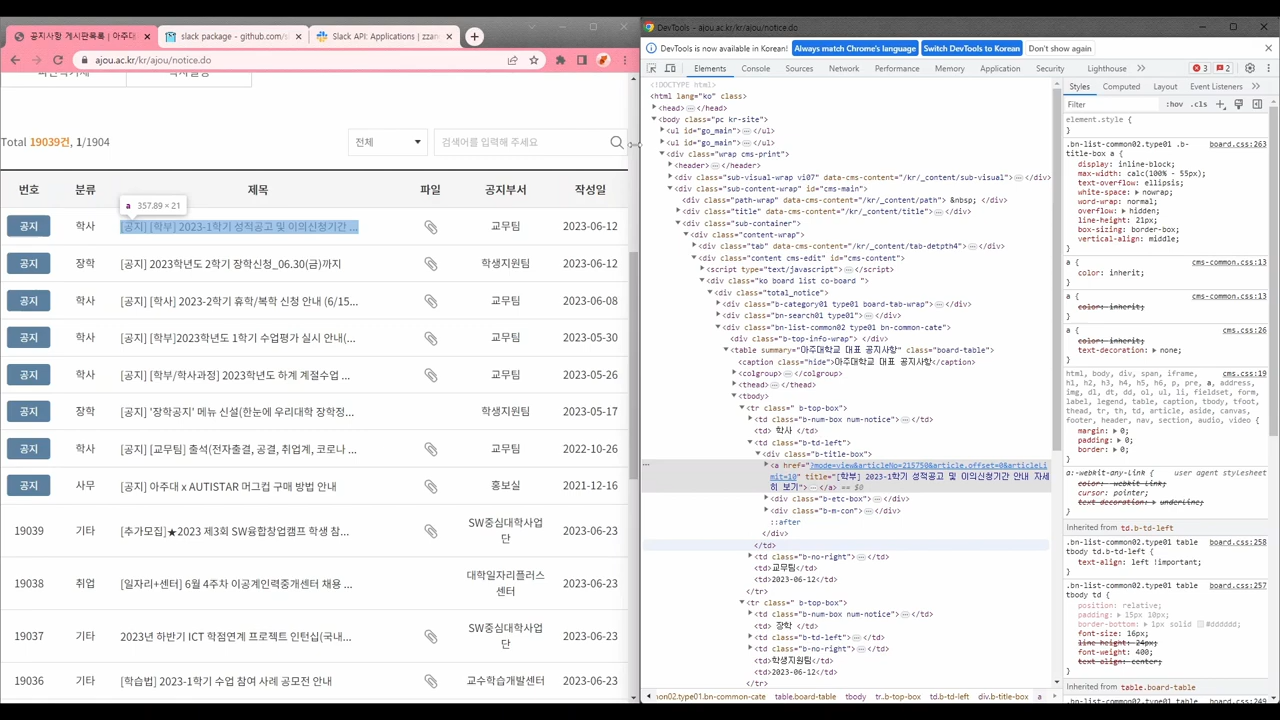 공지사항 게시판목록 | 아주대
slack package - github.com/s
Slack API: Applications | zzan
DevTools - ajou.ac.kr/kr/ajou/notice.do
ajou.ac.kr/kr/ajou/notice.do
DevTools is now available in Korean! Always match Chrome's language Switch DevTools to Korean Don't show again
Elements Console Sources Network Performance Memory Application Security Lighthouse 3 2
Total 19039건, 1/1904
전체
검색어를 입력해 주세요
번호 분류 제목 파일 공지부서 작성일
a 357.89 × 21
공지 학사 [공지] [학부] 2023-1학기 성적공고 및 이의신청기간 ... 교무팀 2023-06-12
공지 장학 [공지] 2023학년도 2학기 장학신청_06.30(금)까지 학생지원팀 2023-06-12
공지 학사 [공지] [학사] 2023-2학기 휴학/복학 신청 안내 (6/15... 교무팀 2023-06-08
공지 학사 [공지] [학부]2023학년도 1학기 수업평가 실시 안내(... 교무팀 2023-05-30
공지 학사 [공지] [학부/학사과정] 2023학년도 하계 계절수업 ... 교무팀 2023-05-26
공지 장학 [공지] '장학공지' 메뉴 신설(한눈에 우리대학 장학정... 학생지원팀 2023-05-17
공지 학사 [공지] [교무팀] 출석(전자출결, 공결, 취업계, 코로나 ... 교무팀 2022-10-26
공지 학사 [공지] Dell x AUT 공식스토어 및 접수처 방법 안내 홍보실 2021-12-16
19039 기타 [추가모집]★2023 제3회 SW융합창업캠프 학생 참... SW중심대학사업
단 2023-06-23
19038 취업 [일자리+센터] 6월 4주차 이공계인력중개센터 채용 ... 대학일자리플러스
센터 2023-06-23
19037 기타 2023년 하반기 ICT 학점연계 프로젝트 인턴십(국내... SW중심대학사업
단 2023-06-23
19036 기타 [학습법] 2023-1학기 수업 참여 사례 공모전 안내 교수학습개발센터 2023-06-23
<!DOCTYPE html>
<html lang="ko" class>
<head>…</head>
<body class="pc kr-site">
<ul id="go_main">…</ul>
<ul id="go_main">…</ul>
<div class="wrap cms-print">
<header>…</header>
<div class="sub-visual-wrap vi07" data-cms-content="/kr/_content/sub-visual">…</div>
<div class="sub-content-wrap" id="cms-main">
<div class="path-wrap" data-cms-content="/kr/_content/path"> &nbsp; </div>
<div class="title" data-cms-content="/kr/_content/title">…</div>
<div class="sub-container">
<div class="content-wrap">
<div class="tab" data-cms-content="/kr/_content/tab-detpth4">…</div>
<div class="content cms-edit" id="cms-content">
<script type="text/javascript">…</script>
<div class="ko board list co-board ">
<div class="total_notice">
<div class="b-category01 type01 board-tab-wrap">…</div>
<div class="bn-search01 type01">…</div>
<div class="bn-list-common02 type01 bn-common-cate">
<div class="b-top-info-wrap"> </div>
<table summary="아주대학교 대표 공지사항" class="board-table">
<caption class="hide">아주대학교 대표 공지사항</caption>
<colgroup>…</colgroup>
<thead>…</thead>
<tbody>
<tr class=" b-top-box">
<td class="b-num-box num-notice">…</td>
<td> 학사 </td>
<td class="b-td-left">
<div class="b-title-box">
<a href="?mode=view&articleNo=215750&article.offset=0&articleLi
mit=10" title="[학부] 2023-1학기 성적공고 및 이의신청기간 안내 자세
히 보기">…</a> == $0
<div class="b-etc-box">…</div>
<div class="b-m-con">…</div>
::after
</div>
</td>
<td class="b-no-right">…</td>
<td>교무팀</td>
<td>2023-06-12</td>
</tr>
<tr class=" b-top-box">
<td class="b-num-box num-notice">…</td>
<td> 장학 </td>
<td class="b-td-left">…</td>
<td class="b-no-right">…</td>
<td>학생지원팀</td>
<td>2023-06-12</td>
</tr>
mon02.type01.bn-common-cate table.board-table tbody tr..b-top-box td.b-td-left div.b-title-box a
Styles Computed Layout Event Listeners
Filter :hov .cls
element.style {
}
.bn-list-common02.type01 .b- board.css:263
title-box a {
display: inline-block;
max-width: calc(100% - 55px);
text-overflow: ellipsis;
white-space: nowrap;
word-wrap: normal;
overflow: hidden;
line-height: 21px;
box-sizing: border-box;
vertical-align: middle;
}
a { cms-common.css:13
color: inherit;
}
a { cms-common.css:13
color: inherit;
}
a { cms.css:26
color: inherit;
text-decoration: none;
}
html, body, div, span, iframe, cms.css:19
h1, h2, h3, h4, h5, h6, p, pre, a, address,
img, dl, dt, dd, ol, ul, li, fieldset, form,
label, legend, table, caption, tbody, tfoot,
thead, tr, th, td, article, aside, canvas,
footer, header, nav, section, audio, video {
margin: 0;
padding: 0;
border: 0;
}
a:-webkit-any-link { user agent stylesheet
color: -webkit-link;
cursor: pointer;
text-decoration: underline;
}
Inherited from td.b-td-left
.bn-list-common02.type01 table board.css:258
tbody td.b-td-left {
text-align: left !important;
}
.bn-list-common02.type01 table board.css:257
tbody td {
position: relative;
padding: 15px 10px;
border-bottom: 1px solid #dddddd;
font-size: 16px;
line-height: 24px;
font-weight: 400;
text-align: center;
}
Inherited from table.board-table